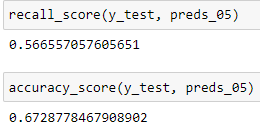 recall_score(y_test, preds_05)
0.566557057605651
accuracy_score(y_test, preds_05)
0.6728778467908902